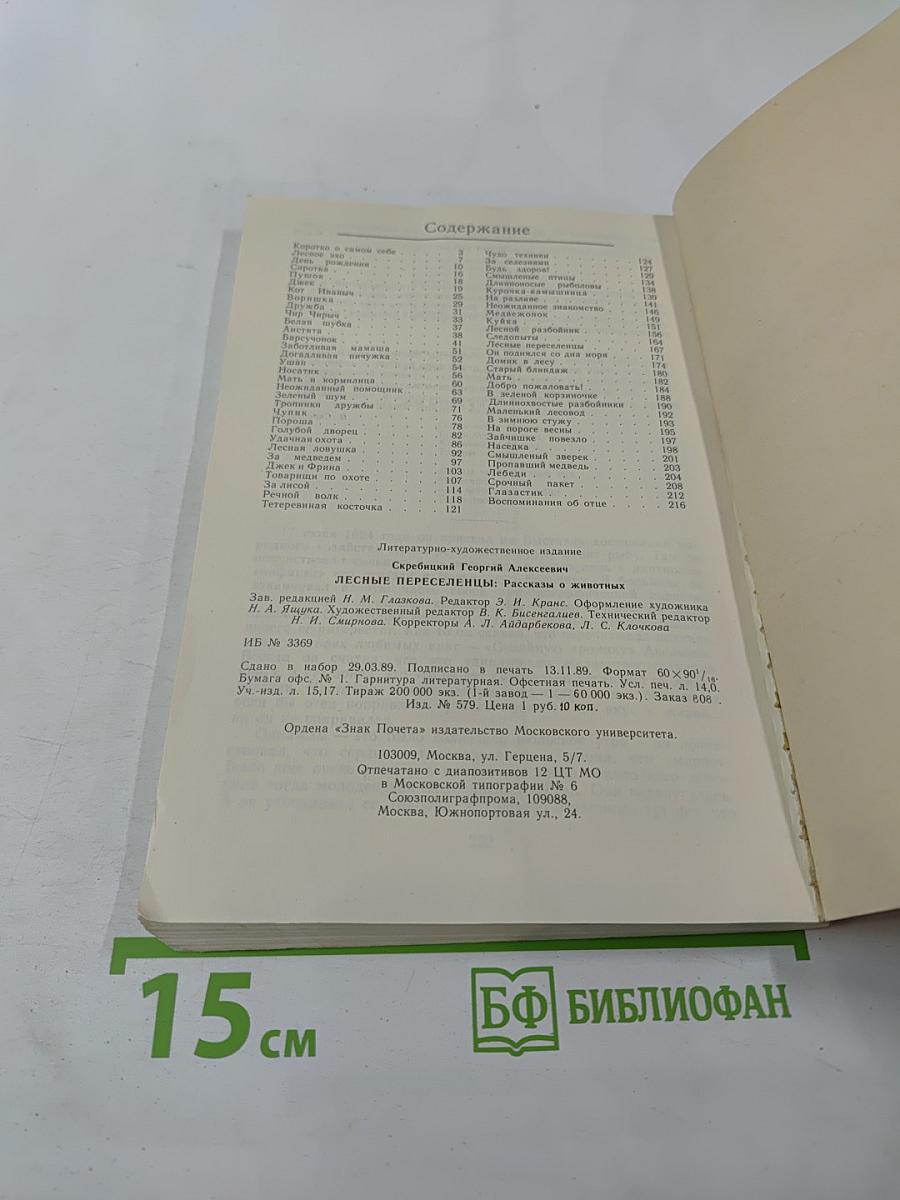 Содержание
Коротко о самом себе . . . . 3
Лесное эхо . . . . 7
День рождения . . . . 10
Сиротка . . . . 16
Пушок . . . . 18
Джек . . . . 19
Кот Иваныч . . . . 25
Воришка . . . . 29
Дружба . . . . 31
Чир Чирыч . . . . 33
Белая шубка . . . . 37
Аистята . . . . 38
Барсучонок . . . . 41
Заботливая мамаша . . . . 51
Догадливая пичужка . . . . 52
Ушан . . . . 54
Носатик . . . . 56
Мать и кормилица . . . . 60
Неожиданный помощник . . . . 63
Зеленый шум . . . . 69
Тропинки дружбы . . . . 71
Чупик . . . . 76
Пороша . . . . 78
Голубой дворец . . . . 82
Удачная охота . . . . 86
Лесная ловушка . . . . 92
За медведем . . . . 97
Джек и Фрина . . . . 103
Товарищи по охоте . . . . 107
За лисой . . . . 114
Речной волк . . . . 118
Тетеревиная косточка . . . . 121
Чудо техники . . . . 124
За селезнями . . . . 127
Будь здоров! . . . . 129
Смышленые птицы . . . . 134
Длинноносые рыболовы . . . . 138
Курочка-камышница . . . . 139
На разливе . . . . 141
Неожиданное знакомство . . . . 146
Медвежонок . . . . 149
Куйка . . . . 151
Лесной разбойник . . . . 156
Следопыты . . . . 164
Лесные переселенцы . . . . 167
Он поднялся со дна моря . . . . 171
Домик в лесу . . . . 174
Старый блиндаж . . . . 180
Мать . . . . 182
Добро пожаловать! . . . . 184
В зеленой корзиночке . . . . 188
Длиннохвостые разбойники . . . . 190
Маленький лесовод . . . . 192
В зимнюю стужу . . . . 193
На пороге весны . . . . 195
Зайчишке повезло . . . . 197
Наседка . . . . 198
Смышленый зверек . . . . 201
Пропавший медведь . . . . 203
Лебеди . . . . 204
Срочный пакет . . . . 208
Глазастик . . . . 212
Воспоминания об отце . . . . 216
Литературно-художественное издание
Скребицкий Георгий Алексеевич
ЛЕСНЫЕ ПЕРЕСЕЛЕНЦЫ: Рассказы о животных
Зав. редакцией Н. М. Глазкова. Редактор Э. И. Кранс. Оформление художника
Н. А. Ящука. Художественный редактор В. К. Бисенгалиев. Технический редактор
Н. И. Смирнова. Корректоры А. Л. Айдарбекова, Л. С. Клочкова
ИБ № 3369
Сдано в набор 29.03.89. Подписано в печать 13.11.89. Формат 60×90¹/₁₆.
Бумага офс. № 1. Гарнитура литературная. Офсетная печать. Усл. печ. л. 14,0.
Уч.-изд. л. 15,17. Тираж 200 000 экз. (1-й завод — 1 — 60 000 экз.). Заказ 808 .
Изд. № 579. Цена 1 руб. 10 коп.
Ордена «Знак Почета» издательство Московского университета.
103009, Москва, ул. Герцена, 5/7.
Отпечатано с диапозитивов 12 ЦТ МО
в Московской типографии № 6
Союзполиграфпрома, 109088,
Москва, Южнопортовая ул., 24.
15 см
БФ БИБЛИОФАН